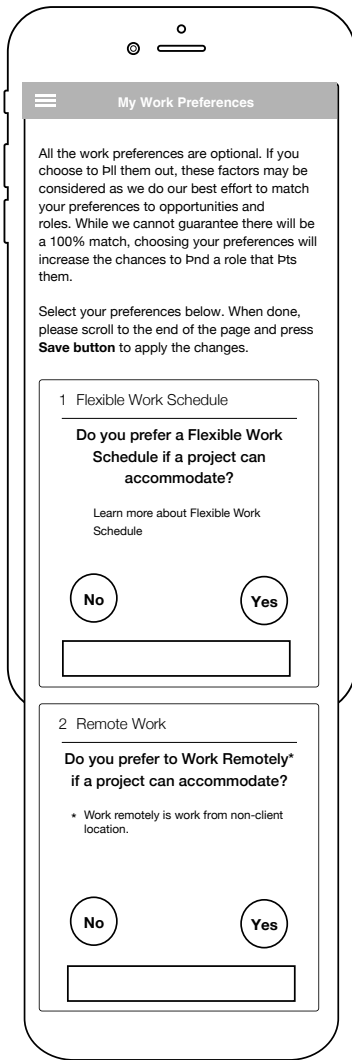 My Work Preferences
All the work preferences are optional. If you
choose to Þll them out, these factors may be
considered as we do our best effort to match
your preferences to opportunities and
roles. While we cannot guarantee there will be
a 100% match, choosing your preferences will
increase the chances to Þnd a role that Þts
them.
Select your preferences below. When done,
please scroll to the end of the page and press
Save button to apply the changes.
1 Flexible Work Schedule
Do you prefer a Flexible Work
Schedule if a project can
accommodate?
Learn more about Flexible Work
Schedule
No
Yes
2 Remote Work
Do you prefer to Work Remotely*
if a project can accommodate?
* Work remotely is work from non-client
location.
No
Yes